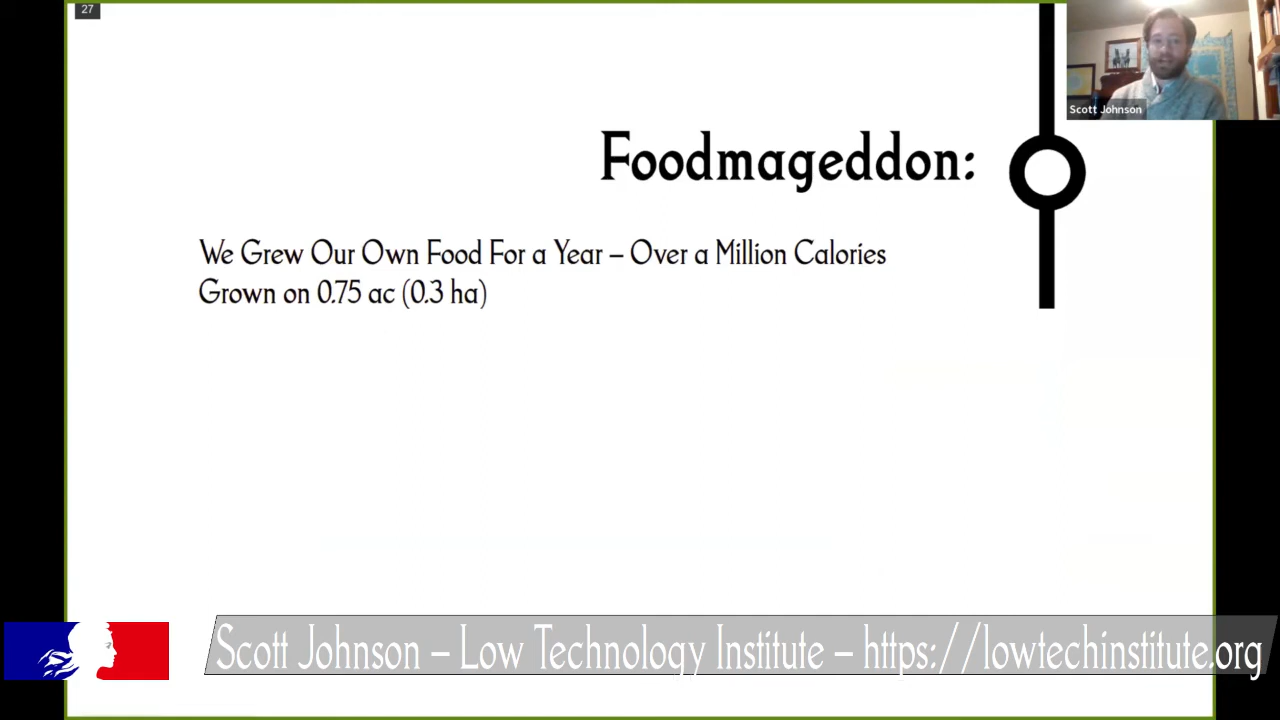 27
Scott Johnson
Foodmageddon:
We Grew Our Own Food For a Year – Over a Million Calories
Grown on 0.75 ac (0.3 ha)
Scott Johnson – Low Technology Institute – https://lowtechinstitute.org